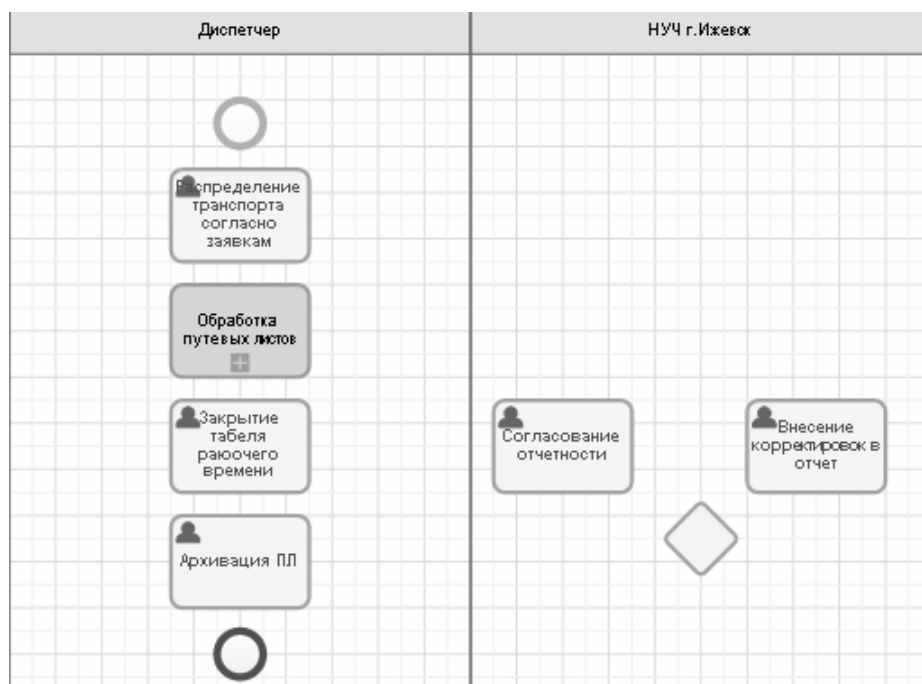 Диспетчер
НУЧ г.Ижевск
Распределение
транспорта
согласно
заявкам
Обработка
путевых листов
Закрытие
табеля
раюочего
времени
Согласование
отчетности
Внесение
корректировок в
отчет
Архивация ПЛ